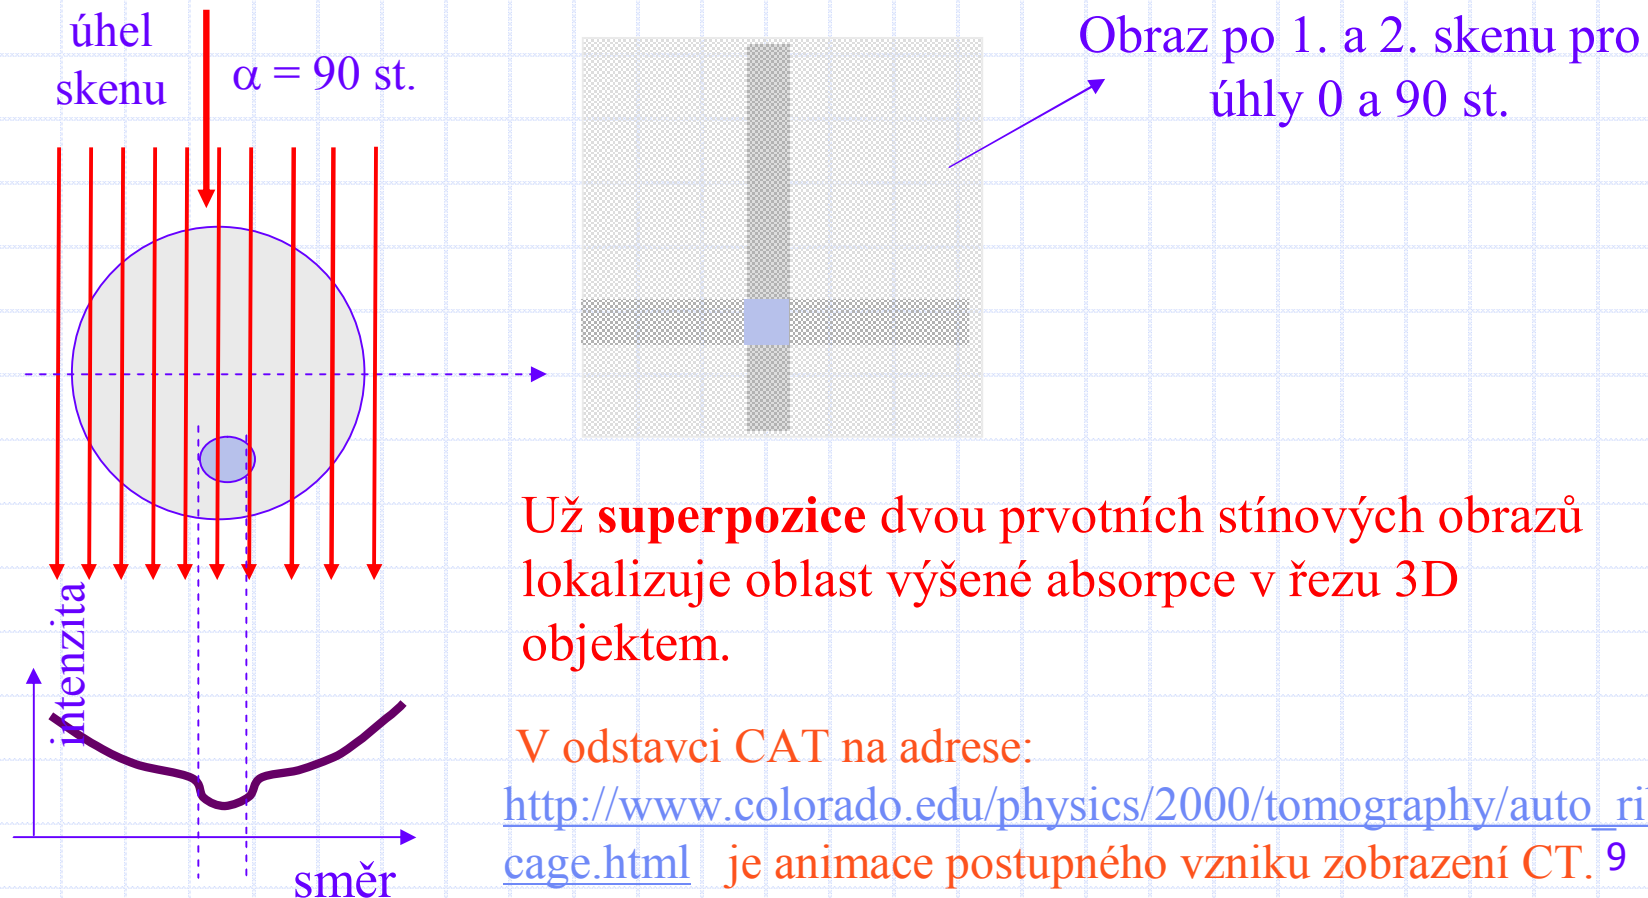 úhel
skenu
α = 90 st.
Obraz po 1. a 2. skenu pro
úhly 0 a 90 st.
Už superpozice dvou prvotních stínových obrazů
lokalizuje oblast výšené absorpce v řezu 3D
objektem.
intenzita
směr
V odstavci CAT na adrese:
http://www.colorado.edu/physics/2000/tomography/auto_ri
cage.html je animace postupného vzniku zobrazení CT. 9